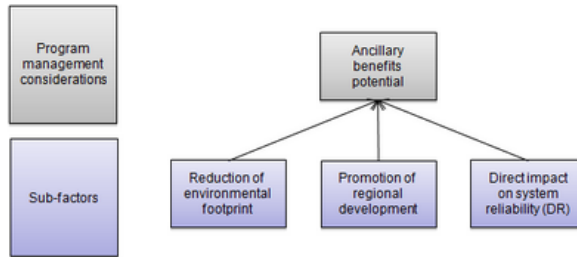 Program
management
considerations
Ancillary
benefits
potential
Sub-factors
Reduction of
environmental
footprint
Promotion of
regional
development
Direct impact
on system
reliability (DR)